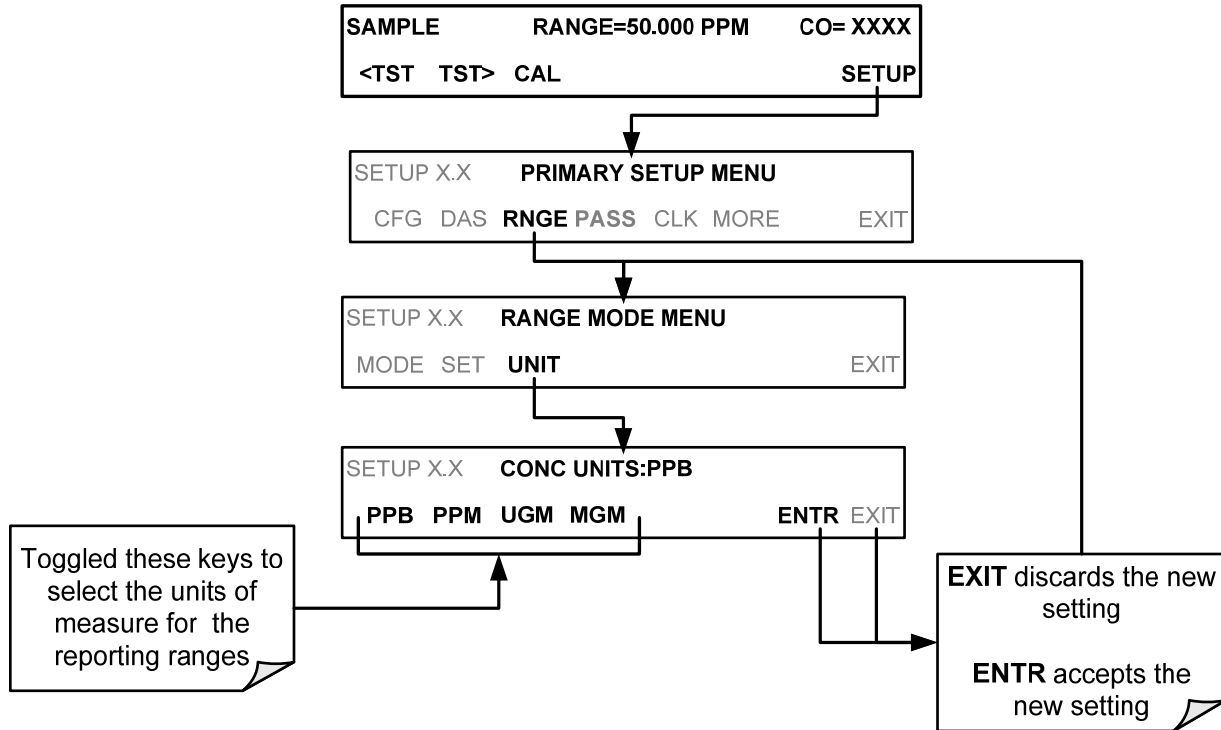 SAMPLE RANGE=50.000 PPM CO= XXXX
<TST TST> CAL SETUP
SETUP X.X PRIMARY SETUP MENU
CFG DAS RNGE PASS CLK MORE EXIT
SETUP X.X RANGE MODE MENU
MODE SET UNIT EXIT
SETUP X.X CONC UNITS:PPB
PPB PPM UGM MGM ENTR EXIT
Toggled these keys to
select the units of
measure for the
reporting ranges
EXIT discards the new
setting
ENTR accepts the
new setting